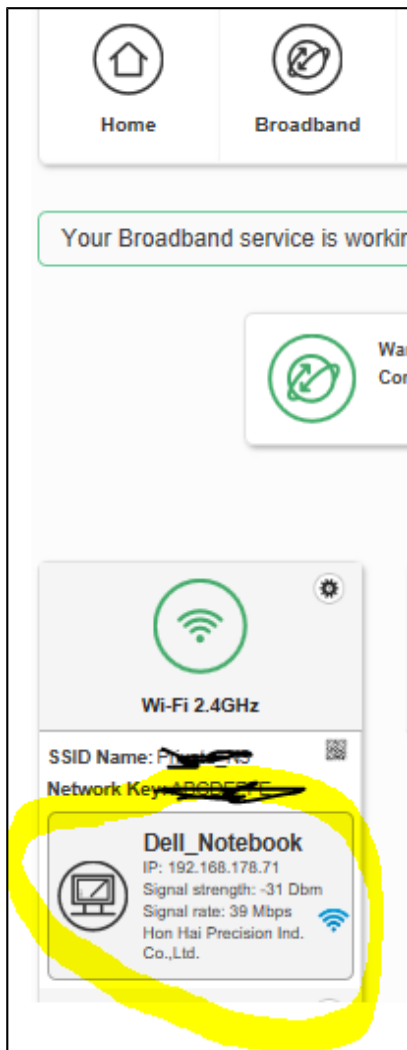 Home
Broadband
Your Broadband service is
Wi-Fi 2.4GHz
SSID Name:
Network Key:
Dell_Notebook
IP: 192.168.178.71
Signal strength: -31 Dbm
Signal rate: 39 Mbps
Hon Hai Precision Ind.
Co.,Ltd.